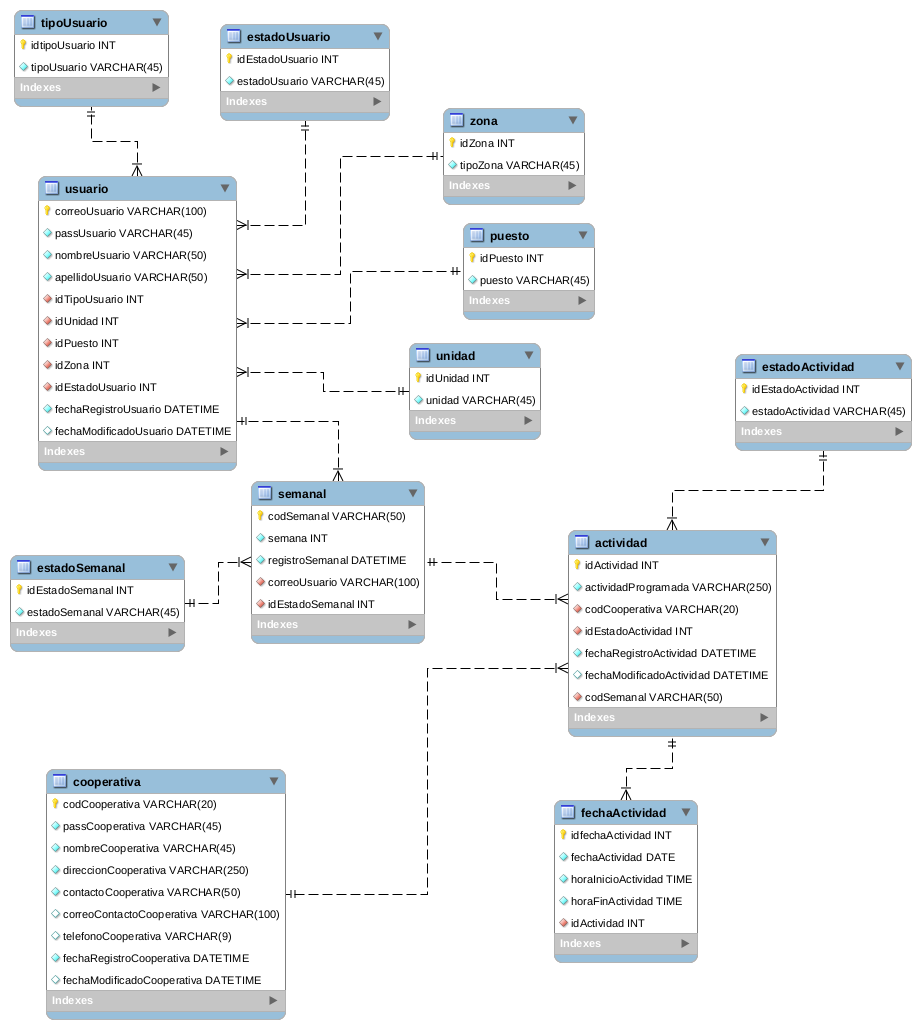 tipoUsuario
idtipoUsuario INT
tipoUsuario VARCHAR(45)
Indexes
estadoUsuario
idEstadoUsuario INT
estadoUsuario VARCHAR(45)
Indexes
zona
idZona INT
tipoZona VARCHAR(45)
Indexes
usuario
correoUsuario VARCHAR(100)
passUsuario VARCHAR(45)
nombreUsuario VARCHAR(50)
apellidoUsuario VARCHAR(50)
idTipoUsuario INT
idUnidad INT
idPuesto INT
idZona INT
idEstadoUsuario INT
fechaRegistroUsuario DATETIME
fechaModificadoUsuario DATETIME
Indexes
puesto
idPuesto INT
puesto VARCHAR(45)
Indexes
unidad
idUnidad INT
unidad VARCHAR(45)
Indexes
estadoActividad
idEstadoActividad INT
estadoActividad VARCHAR(45)
Indexes
semanal
codSemanal VARCHAR(50)
semana INT
registroSemanal DATETIME
correoUsuario VARCHAR(100)
idEstadoSemanal INT
Indexes
estadoSemanal
idEstadoSemanal INT
estadoSemanal VARCHAR(45)
Indexes
actividad
idActividad INT
actividadProgramada VARCHAR(250)
codCooperativa VARCHAR(20)
idEstadoActividad INT
fechaRegistroActividad DATETIME
fechaModificadoActividad DATETIME
codSemanal VARCHAR(50)
Indexes
cooperativa
codCooperativa VARCHAR(20)
passCooperativa VARCHAR(45)
nombreCooperativa VARCHAR(45)
direccionCooperativa VARCHAR(250)
contactoCooperativa VARCHAR(50)
correoContactoCooperativa VARCHAR(100)
telefonoCooperativa VARCHAR(9)
fechaRegistroCooperativa DATETIME
fechaModificadoCooperativa DATETIME
Indexes
fechaActividad
idfechaActividad INT
fechaActividad DATE
horaInicioActividad TIME
horaFinActividad TIME
idActividad INT
Indexes